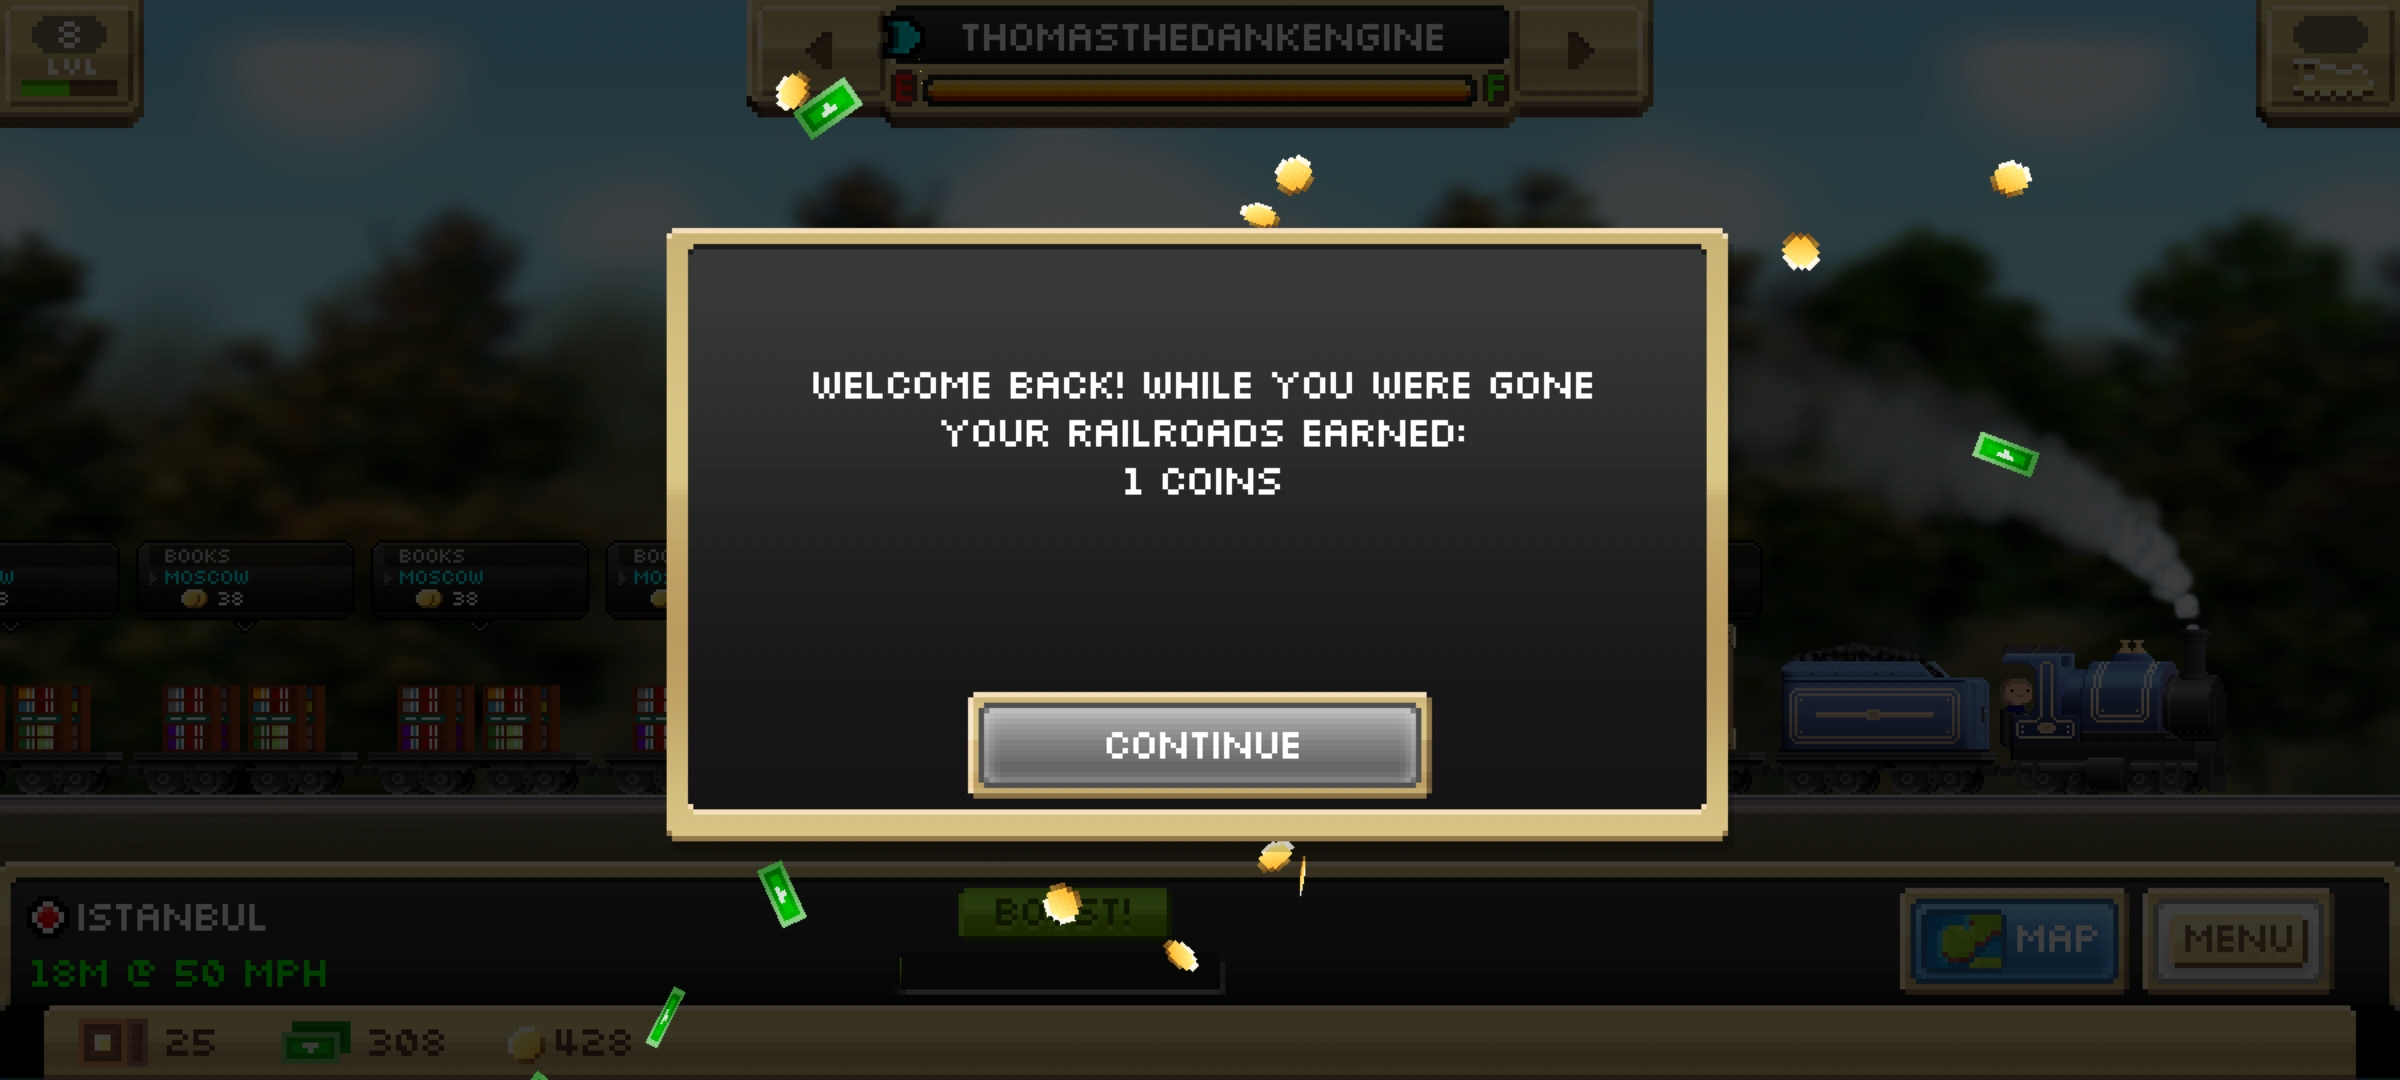 8
LVL
THOMASTHEDANKENGINE
E F
WELCOME BACK! WHILE YOU WERE GONE
YOUR RAILROADS EARNED:
1 COINS
BOOKS
MOSCOW
38
BOOKS
MOSCOW
38
CONTINUE
ISTANBUL
18M @ 50 MPH
MAP
MENU
25 308 428